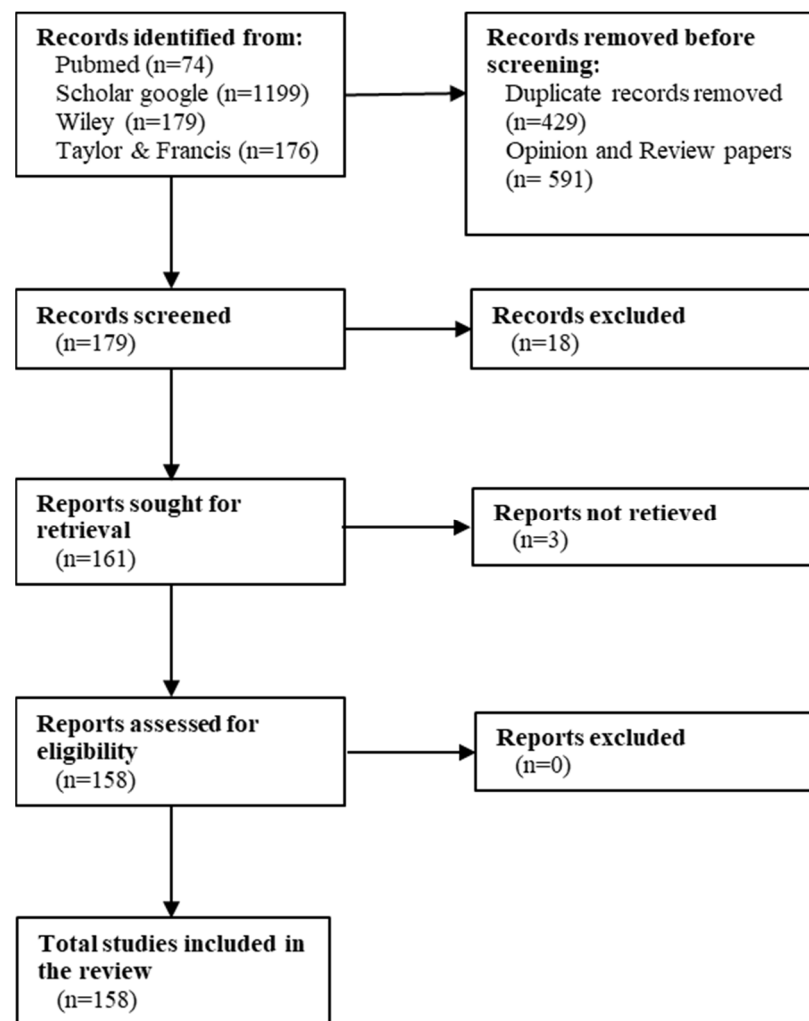 Records identified from:
Pubmed (n=74)
Scholar google (n=1199)
Wiley (n=179)
Taylor & Francis (n=176)
Records removed before
screening:
Duplicate records removed
(n=429)
Opinion and Review papers
(n= 591)
Records screened
(n=179)
Records excluded
(n=18)
Reports sought for
retrieval
(n=161)
Reports not retieved
(n=3)
Reports assessed for
eligibility
(n=158)
Reports excluded
(n=0)
Total studies included in
the review
(n=158)